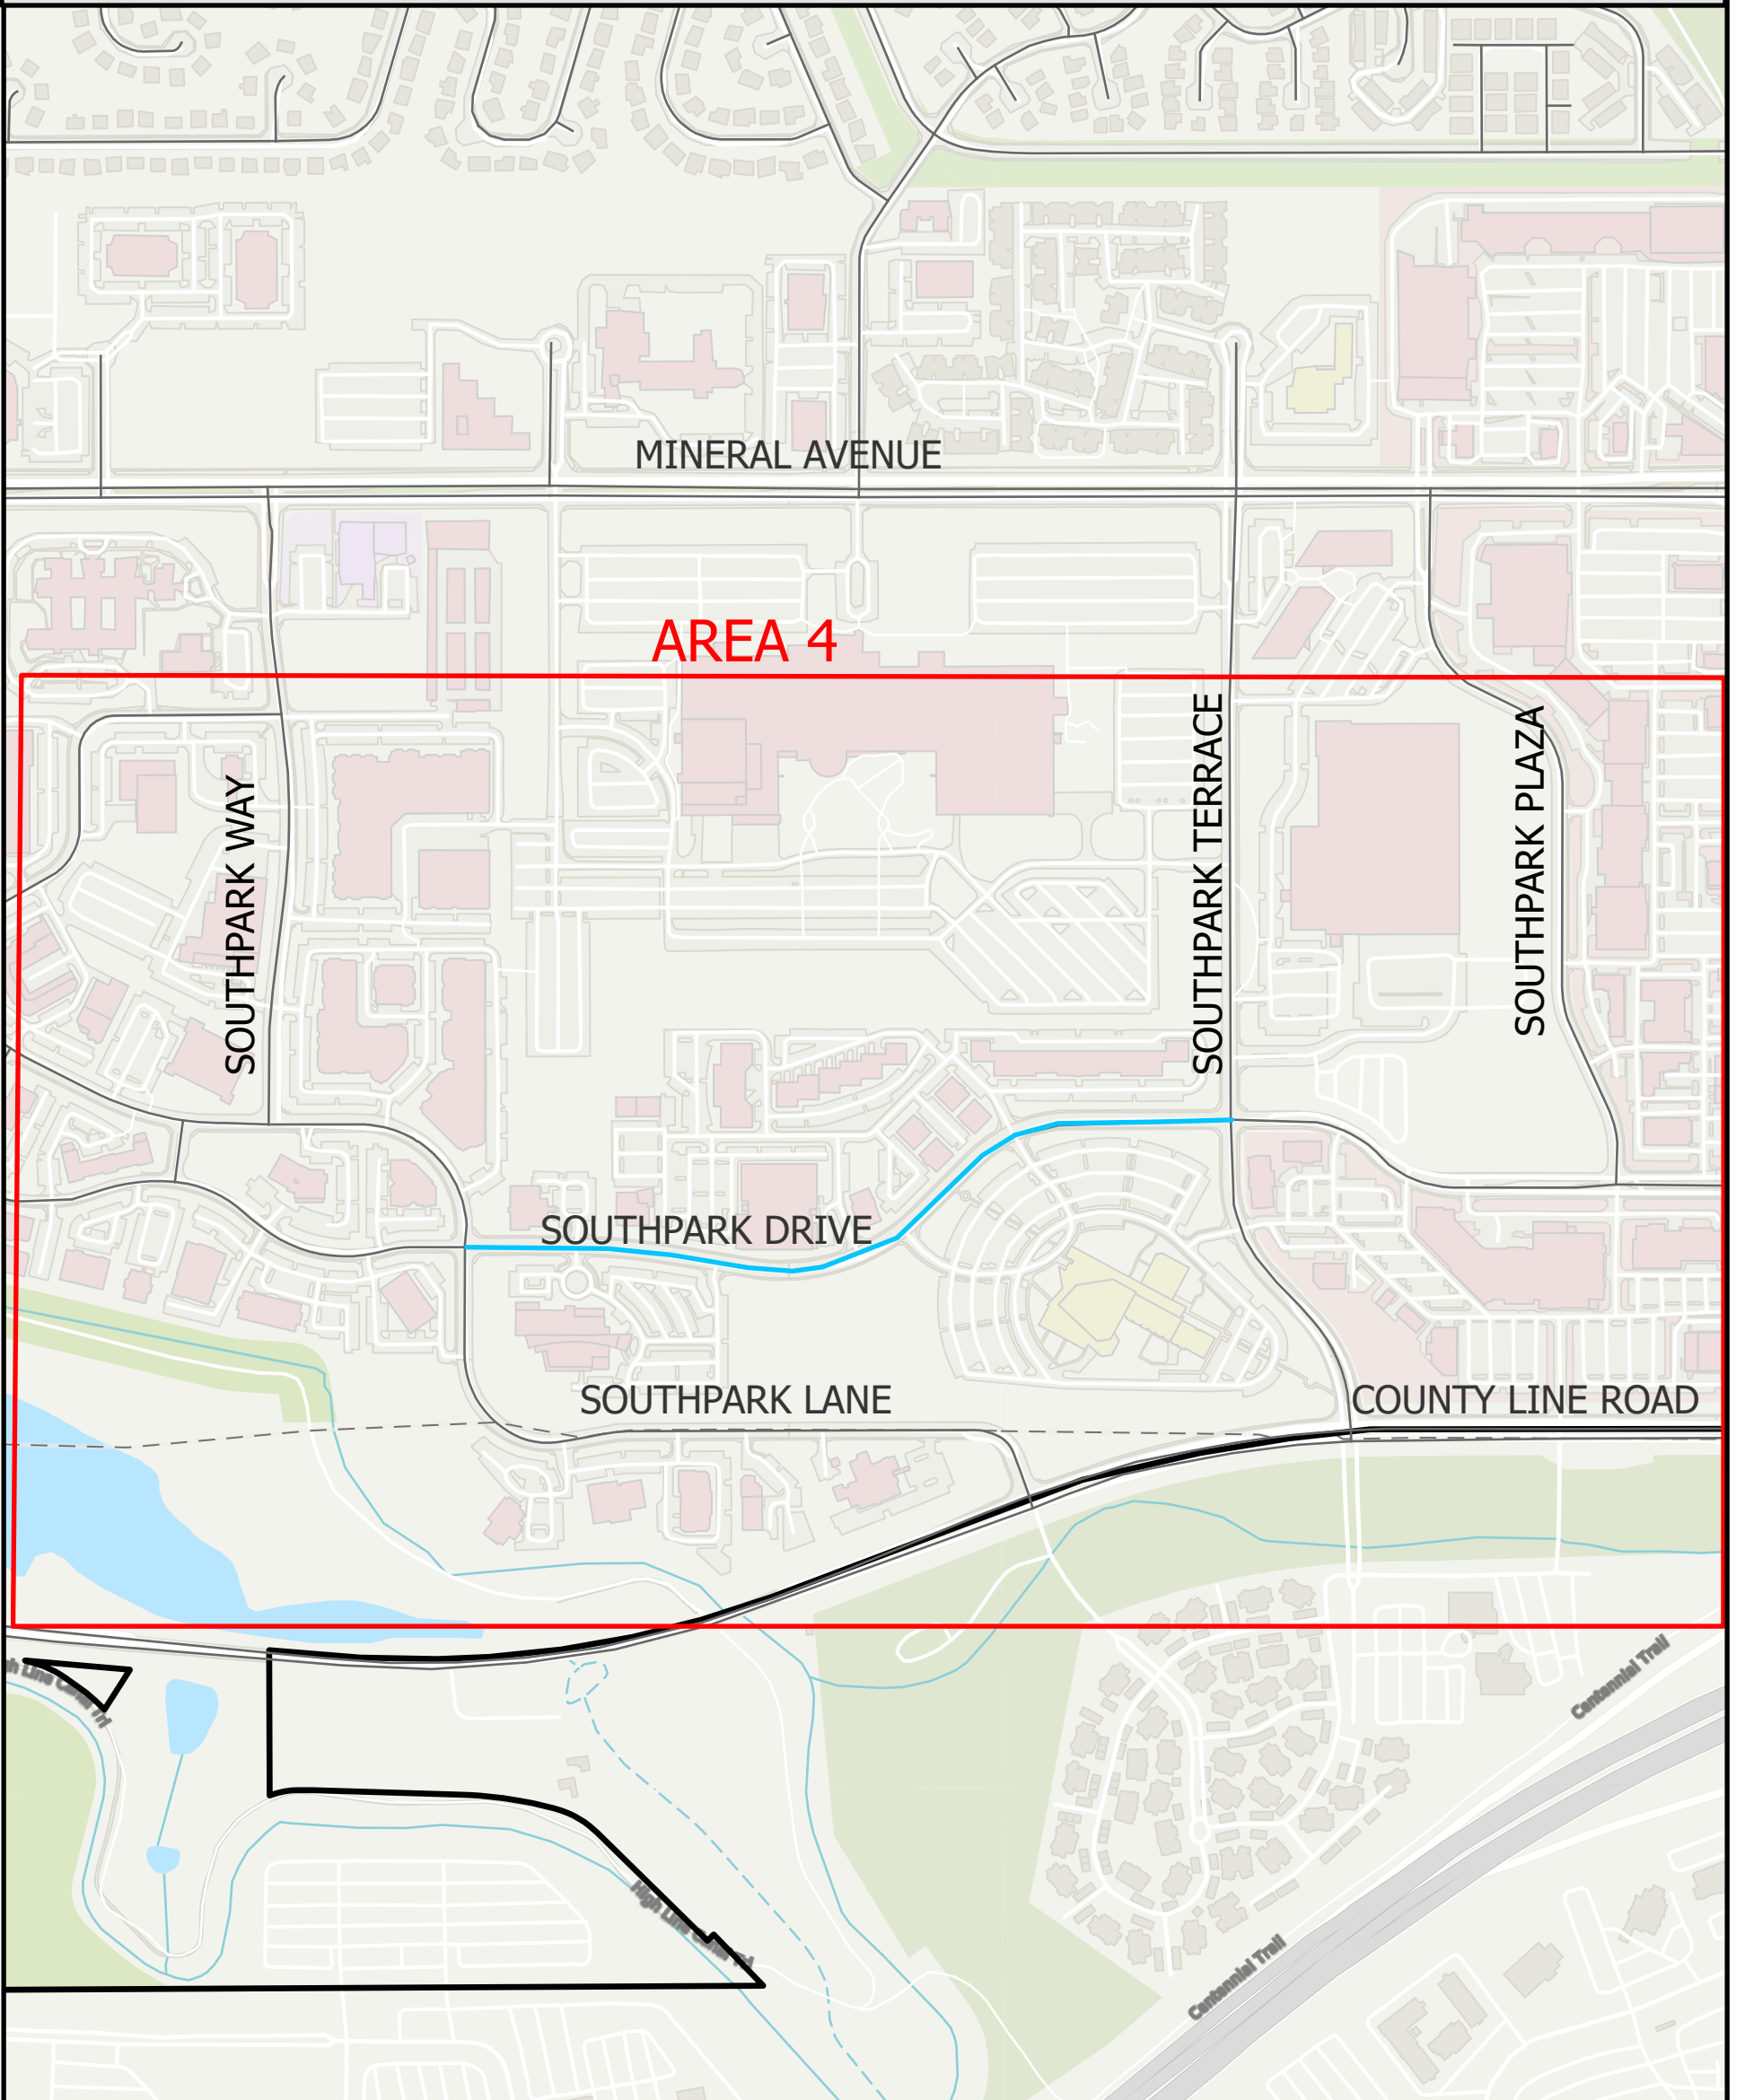 MINERAL AVENUE
AREA 4
SOUTHPARK WAY
SOUTHPARK TERRACE
SOUTHPARK PLAZA
SOUTHPARK DRIVE
SOUTHPARK LANE
COUNTY LINE ROAD
Centennial Trail
High Line Canal Trl
Centennial Trail